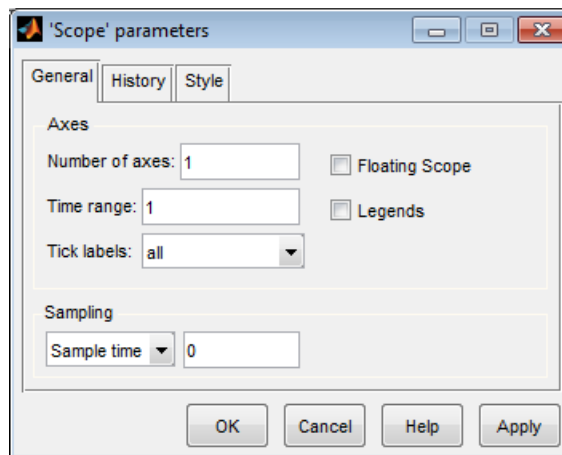 'Scope' parameters
General History Style
Axes
Number of axes: 1
Floating Scope
Time range: 1
Legends
Tick labels: all
Sampling
Sample time 0
OK Cancel Help Apply